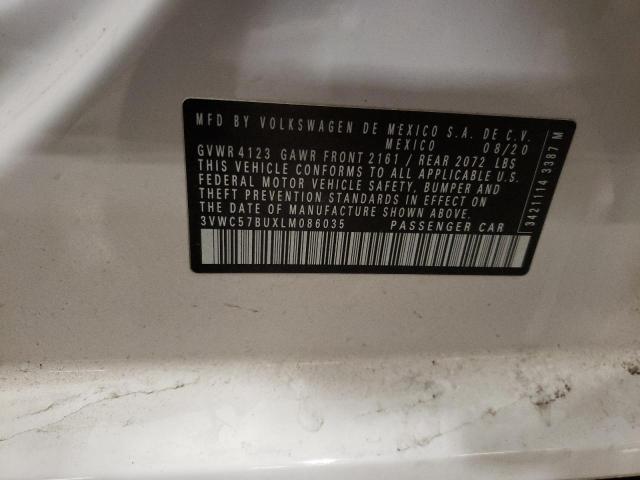 MFD BY VOLKSWAGEN DE MEXICO S.A. DE C.V.
MEXICO 08/20
GVWR 4123 GAWR FRONT 2161 / REAR 2072 LBS
THIS VEHICLE CONFORMS TO ALL APPLICABLE U.S.
FEDERAL MOTOR VEHICLE SAFETY, BUMPER AND
THEFT PREVENTION STANDARDS IN EFFECT ON
THE DATE OF MANUFACTURE SHOWN ABOVE.
3VWC57BUXLM086035 PASSENGER CAR
3421114 3387 M